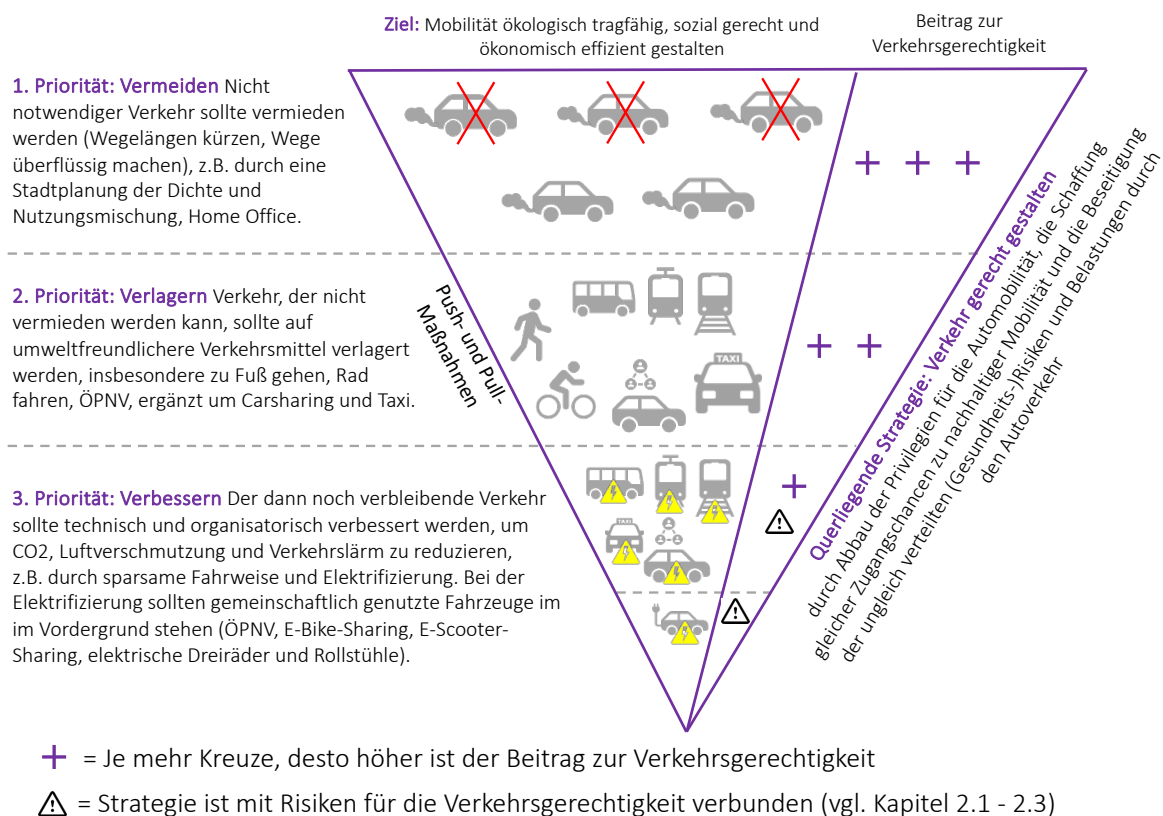 Ziel: Mobilität ökologisch tragfähig, sozial gerecht und
ökonomisch effizient gestalten
Beitrag zur
Verkehrsgerechtigkeit
1. Priorität: Vermeiden Nicht
notwendiger Verkehr sollte vermieden
werden (Wegelängen kürzen, Wege
überflüssig machen), z.B. durch eine
Stadtplanung der Dichte und
Nutzungsmischung, Home Office.
2. Priorität: Verlagern Verkehr, der nicht
vermieden werden kann, sollte auf
umweltfreundlichere Verkehrsmittel verlagert
werden, insbesondere zu Fuß gehen, Rad
fahren, ÖPNV, ergänzt um Carsharing und Taxi.
Push- und Pull-
Maßnahmen
TAXI
3. Priorität: Verbessern Der dann noch verbleibende Verkehr
sollte technisch und organisatorisch verbessert werden, um
CO2, Luftverschmutzung und Verkehrslärm zu reduzieren,
z.B. durch sparsame Fahrweise und Elektrifizierung. Bei der
Elektrifizierung sollten gemeinschaftlich genutzte Fahrzeuge im
im Vordergrund stehen (ÖPNV, E-Bike-Sharing, E-Scooter-
Sharing, elektrische Dreiräder und Rollstühle).
TAXI
Querliegende Strategie: Verkehr gerecht gestalten
durch Abbau der Privilegien für die Automobilität, die Schaffung
gleicher Zugangschancen zu nachhaltiger Mobilität und die Beseitigung
der ungleich verteilten (Gesundheits-)Risiken und Belastungen durch
den Autoverkehr
+ = Je mehr Kreuze, desto höher ist der Beitrag zur Verkehrsgerechtigkeit
⚠ = Strategie ist mit Risiken für die Verkehrsgerechtigkeit verbunden (vgl. Kapitel 2.1 - 2.3)